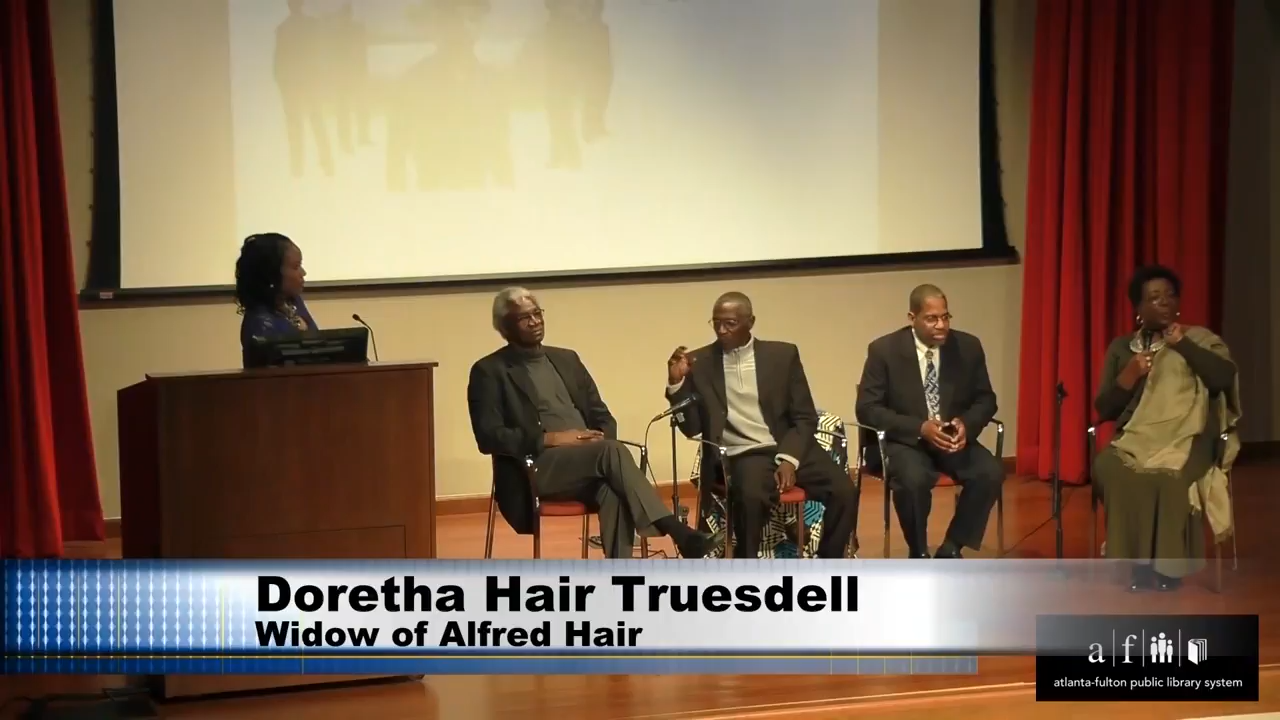 Doretha Hair Truesdell
Widow of Alfred Hair
a f
atlanta-fulton public library system